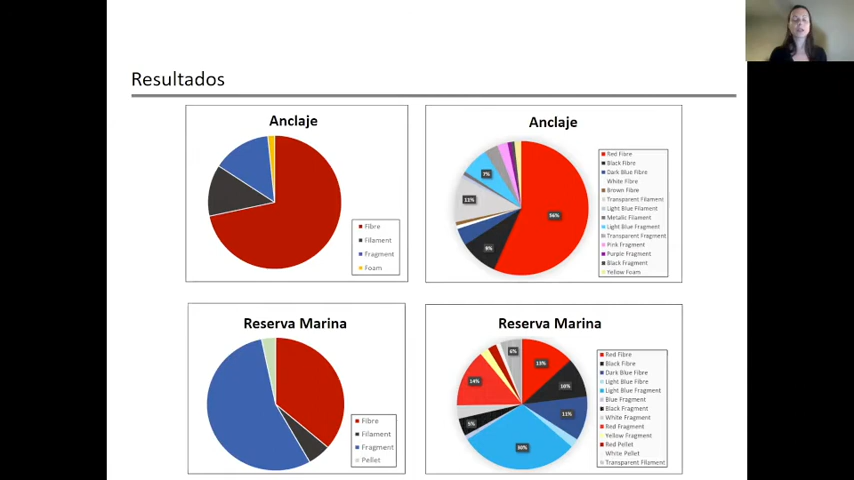 Resultados
Anclaje
Fibre
Filament
Fragment
Foam
Anclaje
56%
9%
11%
7%
Red Fibre
Black Fibre
Dark Blue Fibre
White Fibre
Brown Fibre
Transparent Filament
Light Blue Filament
Metalic Filament
Light Blue Fragment
Transparent Fragment
Pink Fragment
Purple Fragment
Black Fragment
Yellow Foam
Reserva Marina
Fibre
Filament
Fragment
Pellet
Reserva Marina
13%
10%
11%
30%
5%
14%
6%
Red Fibre
Black Fibre
Dark Blue Fibre
Light Blue Fibre
Light Blue Fragment
Blue Fragment
Black Fragment
White Fragment
Red Fragment
Yellow Fragment
Red Pellet
White Pellet
Transparent Filament